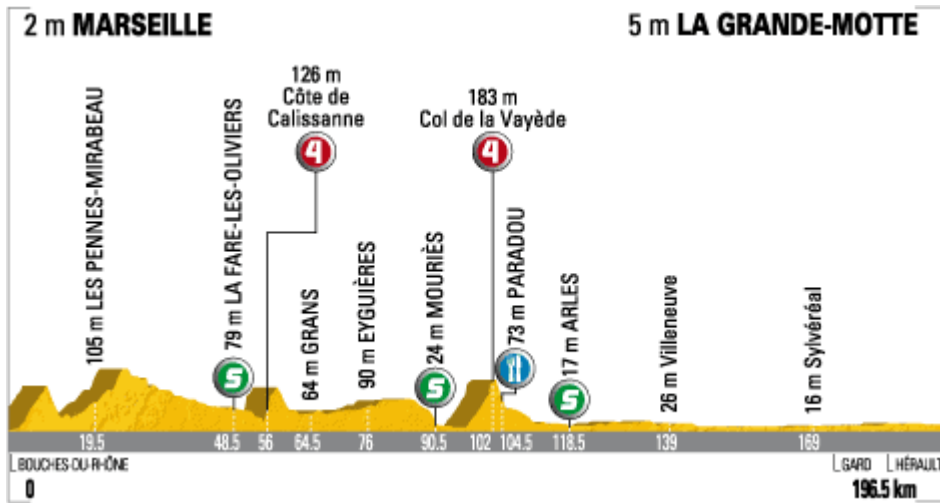 2 m MARSEILLE
5 m LA GRANDE-MOTTE
126 m
Côte de
Calissanne
4
183 m
Col de la Vayède
4
105 m LES PENNES-MIRABEAU
79 m LA FARE-LES-OLIVIERS
S
64 m GRANS
90 m EYGUIÈRES
24 m MOURIÈS
S
73 m PARADOU
17 m ARLES
S
26 m Villeneuve
16 m Sylvéréal
19.5 48.5 56 64.5 76 90.5 102 104.5 118.5 139 169
BOUCHES-DU-RHÔNE GARD HÉRAULT
0 196.5 km